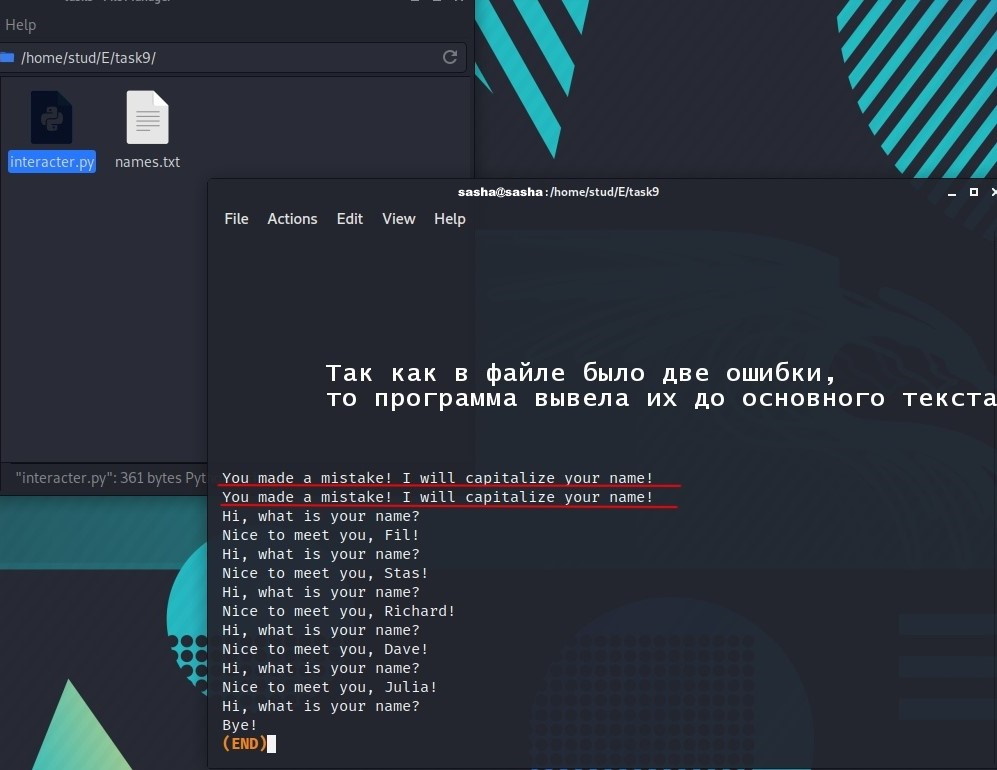 Help
/home/stud/E/task9/
interacter.py
names.txt
"interacter.py": 361 bytes Pyt
sasha@sasha:/home/stud/E/task9
File Actions Edit View Help
Так как в файле было две ошибки,
то программа вывела их до основного текста
You made a mistake! I will capitalize your name!
You made a mistake! I will capitalize your name!
Hi, what is your name?
Nice to meet you, Fil!
Hi, what is your name?
Nice to meet you, Stas!
Hi, what is your name?
Nice to meet you, Richard!
Hi, what is your name?
Nice to meet you, Dave!
Hi, what is your name?
Nice to meet you, Julia!
Hi, what is your name?
Bye!
(END)